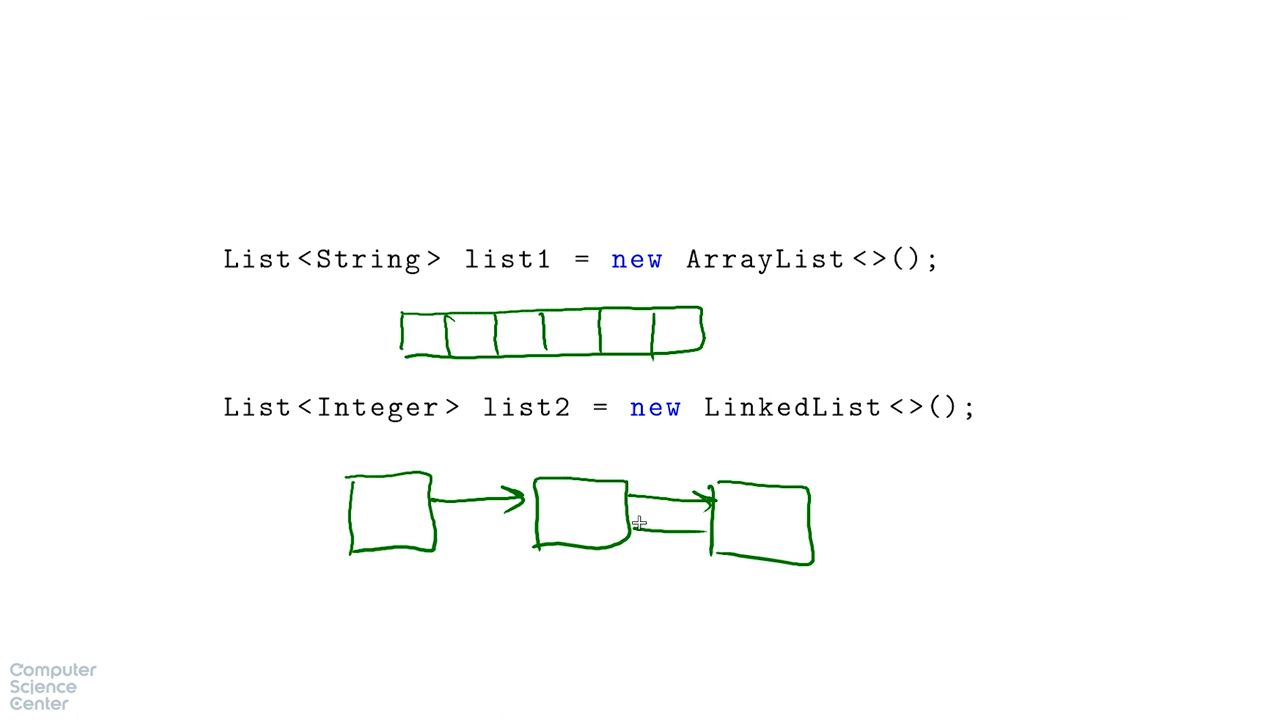 List<String> list1 = new ArrayList<>();
List<Integer> list2 = new LinkedList<>();
Computer
Science
Center